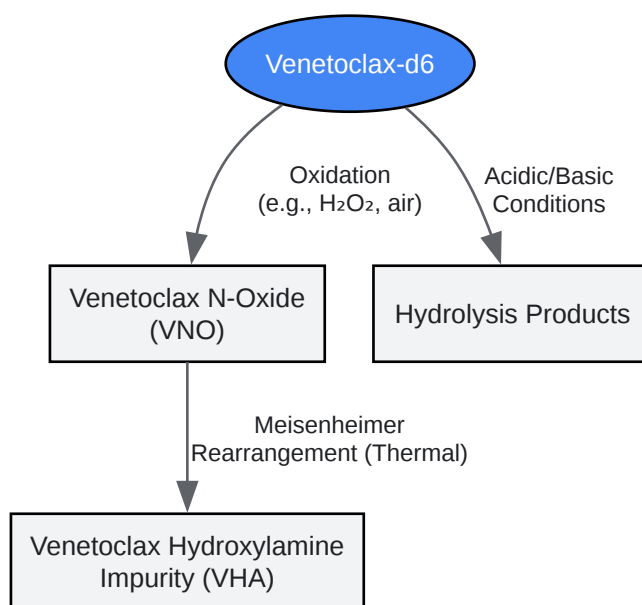 Venetoclax-d6
Oxidation
(e.g., H₂O₂, air)
Acidic/Basic
Conditions
Venetoclax N-Oxide
(VNO)
Hydrolysis Products
Meisenheimer
Rearrangement (Thermal)
Venetoclax Hydroxylamine
Impurity (VHA)